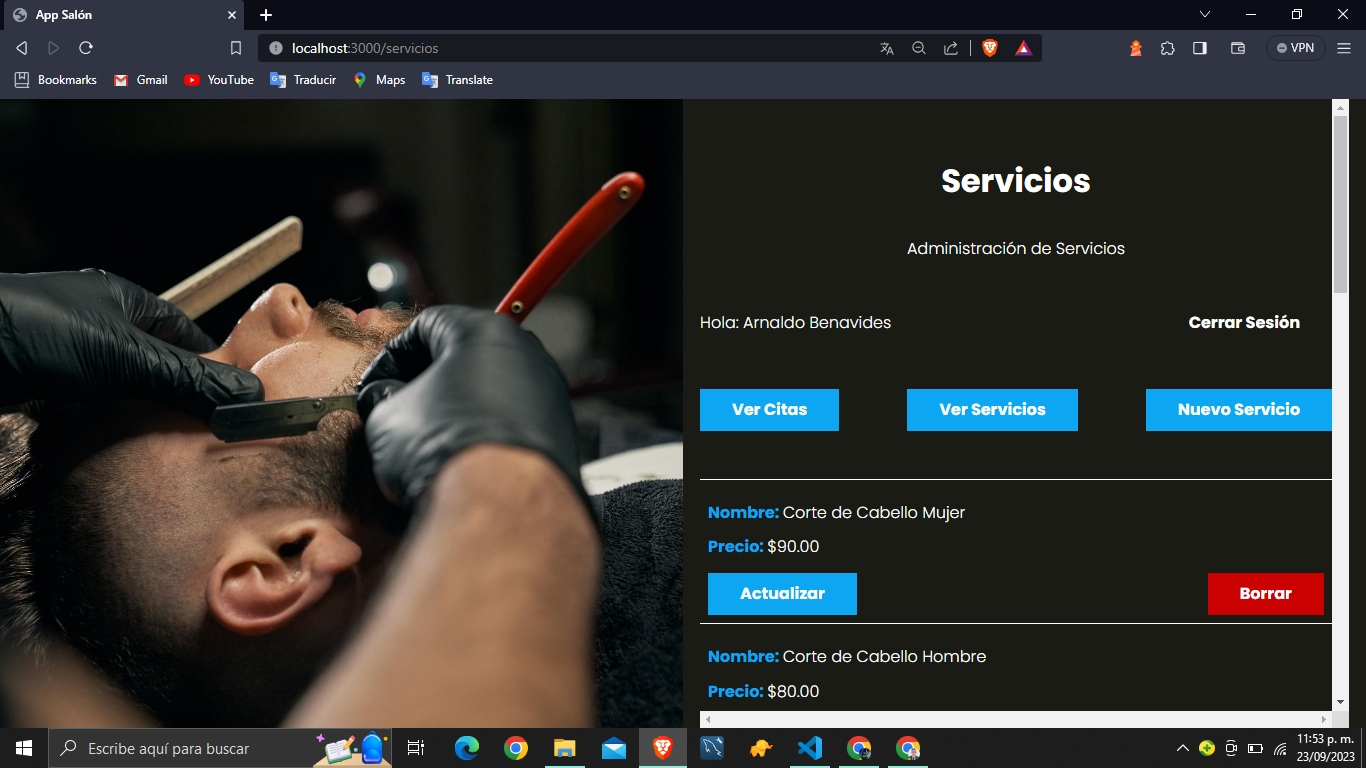 App Salón
localhost:3000/servicios
VPN
Bookmarks Gmail YouTube Traducir Maps Translate
Servicios
Administración de Servicios
Hola: Arnaldo Benavides Cerrar Sesión
Ver Citas Ver Servicios Nuevo Servicio
Nombre: Corte de Cabello Mujer
Precio: $90.00
Actualizar Borrar
Nombre: Corte de Cabello Hombre
Precio: $80.00
Escribe aquí para buscar
11:53 p. m.
23/09/2023